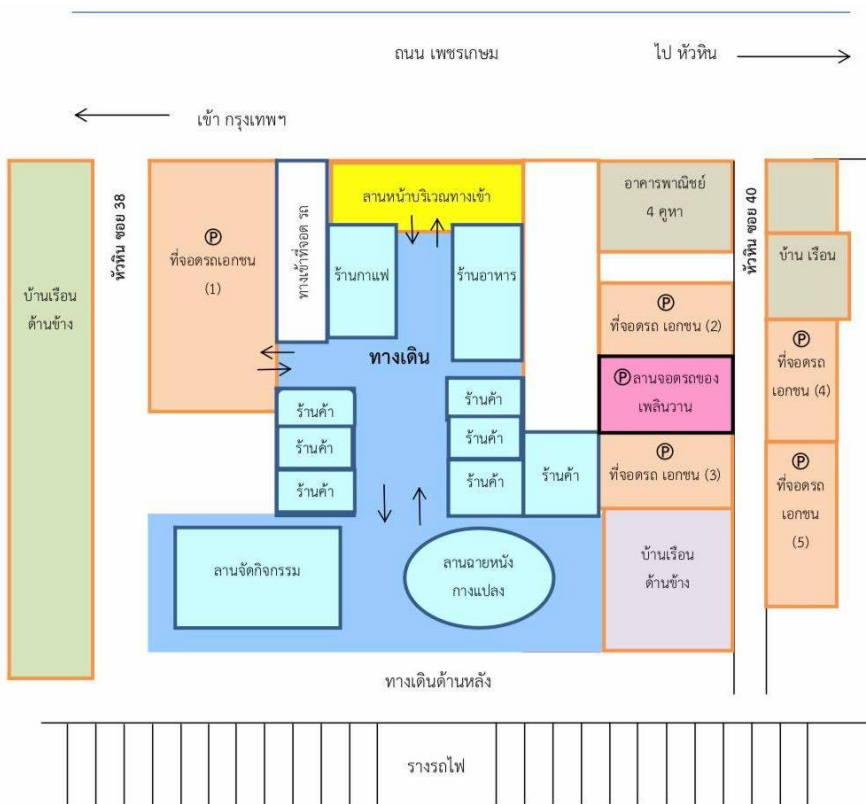 ถนน เพชรเกษม
ไป หัวหิน
เข้า กรุงเทพฯ
บ้านเรือน
ด้านข้าง
หัวหิน ซอย 38
Ⓟ
ที่จอดรถเอกชน
(1)
ทางเข้าที่จอด รถ
ลานหน้าบริเวณทางเข้า
ร้านกาแฟ
ร้านอาหาร
ทางเดิน
ร้านค้า
ร้านค้า
ร้านค้า
ร้านค้า
ร้านค้า
ร้านค้า
ร้านค้า
ลานจัดกิจกรรม
ลานฉายหนัง
กางแปลง
อาคารพาณิชย์
4 คูหา
Ⓟ
ที่จอดรถ เอกชน (2)
Ⓟลานจอดรถของ
เพลินวาน
Ⓟ
ที่จอดรถ เอกชน (3)
บ้านเรือน
ด้านข้าง
หัวหิน ซอย 40
บ้าน เรือน
Ⓟ
ที่จอดรถ
เอกชน (4)
Ⓟ
ที่จอดรถ
เอกชน
(5)
ทางเดินด้านหลัง
รางรถไฟ